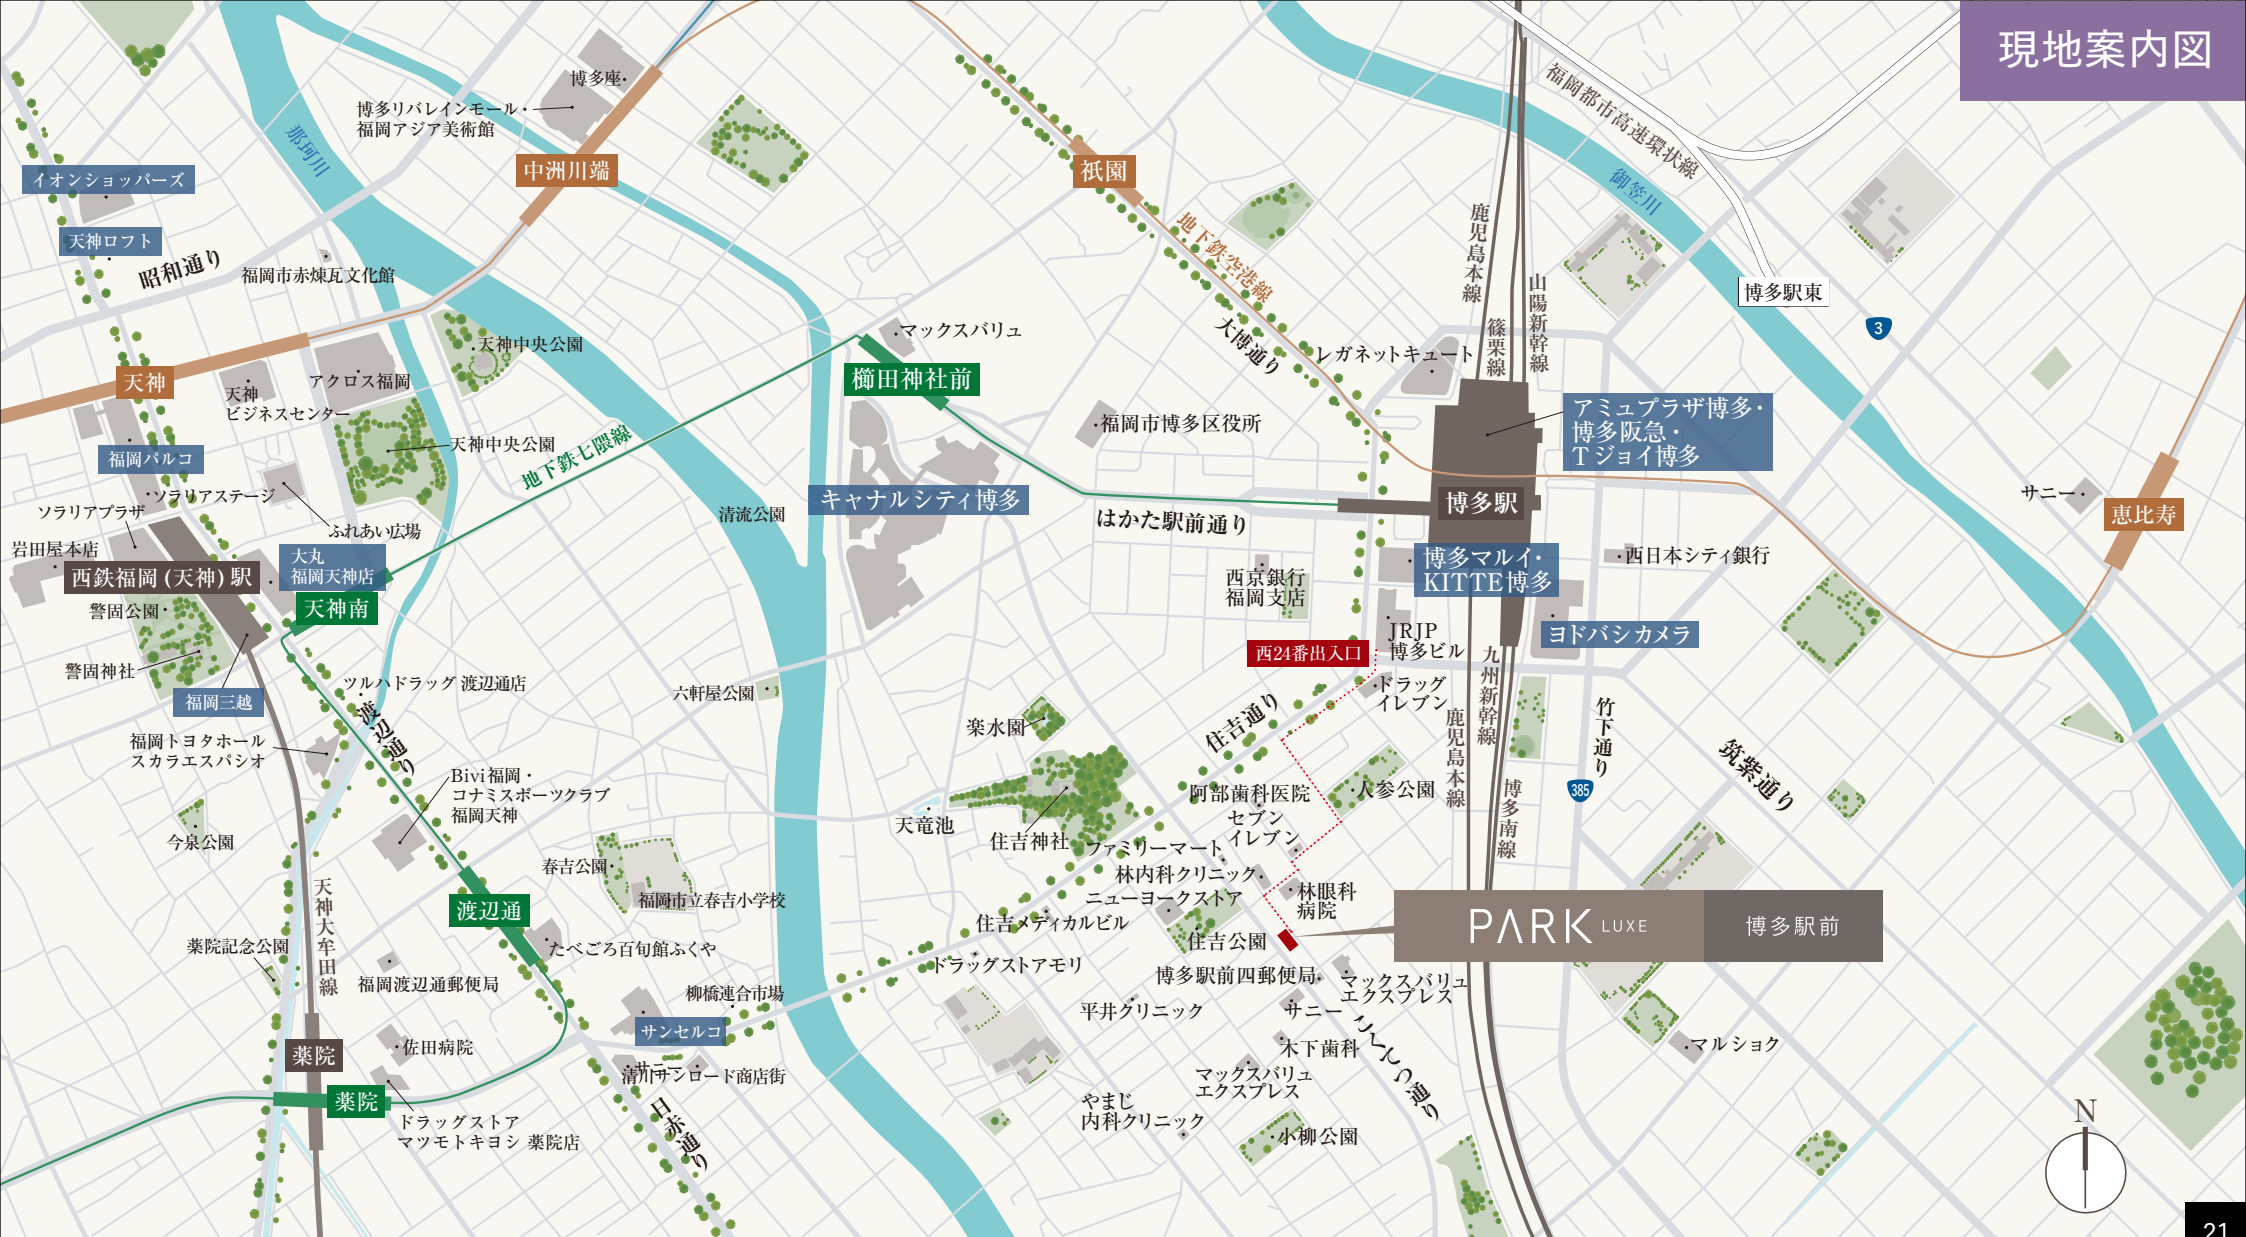 現地案内図
博多座
博多リバレインモール・
福岡アジア美術館
中洲川端
那珂川
イオンショッパーズ
天神ロフト
昭和通り
福岡市赤煉瓦文化館
祇園
地下鉄空港線
大博通り
福岡都市高速環状線
御笠川
博多駅東
3
鹿児島本線
山陽新幹線
篠栗線
天神
天神
ビジネスセンター
アクロス福岡
天神中央公園
天神中央公園
マックスバリュ
櫛田神社前
レガネットキュート
福岡市博多区役所
アミュプラザ博多・
博多阪急・
Tジョイ博多
福岡パルコ
ソラリアステージ
ソラリアプラザ
ふれあい広場
岩田屋本店
西鉄福岡(天神)駅
大丸
福岡天神店
天神南
地下鉄七隈線
清流公園
キャナルシティ博多
はかた駅前通り
博多駅
サニー
恵比寿
博多マルイ・
KITTE博多
西日本シティ銀行
西京銀行
福岡支店
JRJP
博多ビル
ヨドバシカメラ
西24番出入口
警固公園
警固神社
福岡三越
ツルハドラッグ 渡辺通店
渡辺通り
福岡トヨタホール
スカラエスパシオ
六軒屋公園
楽水園
住吉通り
ドラッグ
イレブン
九州新幹線
鹿児島本線
竹下通り
385
筑紫通り
博多南線
Bivi福岡・
コナミスポーツクラブ
福岡天神
今泉公園
天竜池
住吉神社
阿部歯科医院
人参公園
セブン
イレブン
ファミリーマート
林内科クリニック
ニューヨークストア
林眼科
病院
春吉公園
福岡市立春吉小学校
天神大牟田線
渡辺通
住吉メディカルビル
住吉公園
PARK LUXE
博多駅前
薬院記念公園
たべごろ百旬館ふくや
福岡渡辺通郵便局
ドラッグストアモリ
博多駅前四郵便局
マックスバリュ
エクスプレス
柳橋連合市場
平井クリニック
サニー
こくてつ通り
サンセルコ
サニー
清川サンロード商店街
木下歯科
マルショク
薬院
佐田病院
薬院
マックスバリュ
エクスプレス
やまじ
内科クリニック
小柳公園
ドラッグストア
マツモトキヨシ 薬院店
日赤通り
N
21